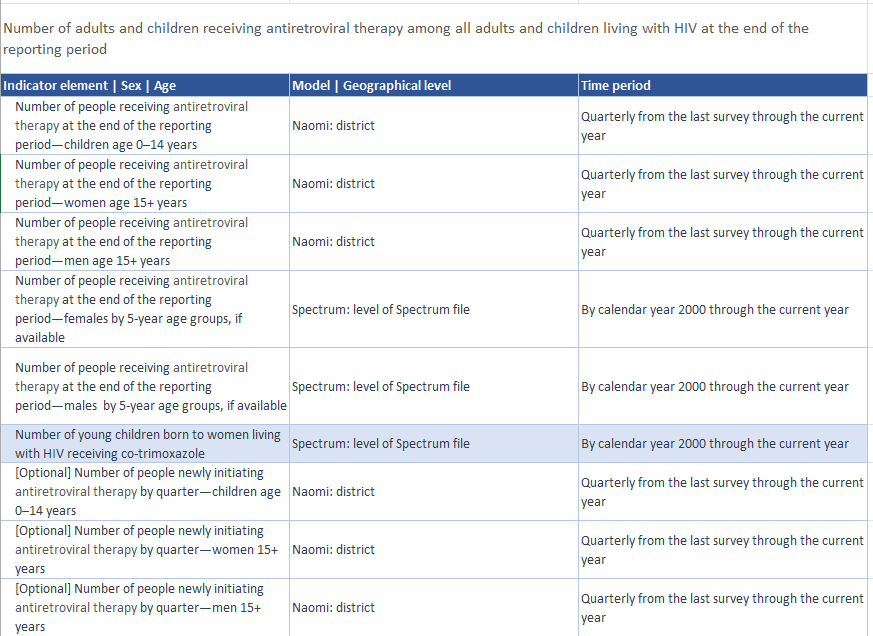 Number of adults and children receiving antiretroviral therapy among all adults and children living with HIV at the end of the
reporting period
Indicator element | Sex | Age
Model | Geographical level
Time period
Number of people receiving antiretroviral
therapy at the end of the reporting
period—children age 0–14 years
Naomi: district
Quarterly from the last survey through the current
year
Number of people receiving antiretroviral
therapy at the end of the reporting
period—women age 15+ years
Naomi: district
Quarterly from the last survey through the current
year
Number of people receiving antiretroviral
therapy at the end of the reporting
period—men age 15+ years
Naomi: district
Quarterly from the last survey through the current
year
Number of people receiving antiretroviral
therapy at the end of the reporting
period—females by 5-year age groups, if
available
Spectrum: level of Spectrum file
By calendar year 2000 through the current year
Number of people receiving antiretroviral
therapy at the end of the reporting
period—males  by 5-year age groups, if available
Spectrum: level of Spectrum file
By calendar year 2000 through the current year
Number of young children born to women living
with HIV receiving co-trimoxazole
Spectrum: level of Spectrum file
By calendar year 2000 through the current year
[Optional] Number of people newly initiating
antiretroviral therapy by quarter—children age
0–14 years
Naomi: district
Quarterly from the last survey through the current
year
[Optional] Number of people newly initiating
antiretroviral therapy by quarter—women 15+
years
Naomi: district
Quarterly from the last survey through the current
year
[Optional] Number of people newly initiating
antiretroviral therapy by quarter—men 15+
years
Naomi: district
Quarterly from the last survey through the current
year